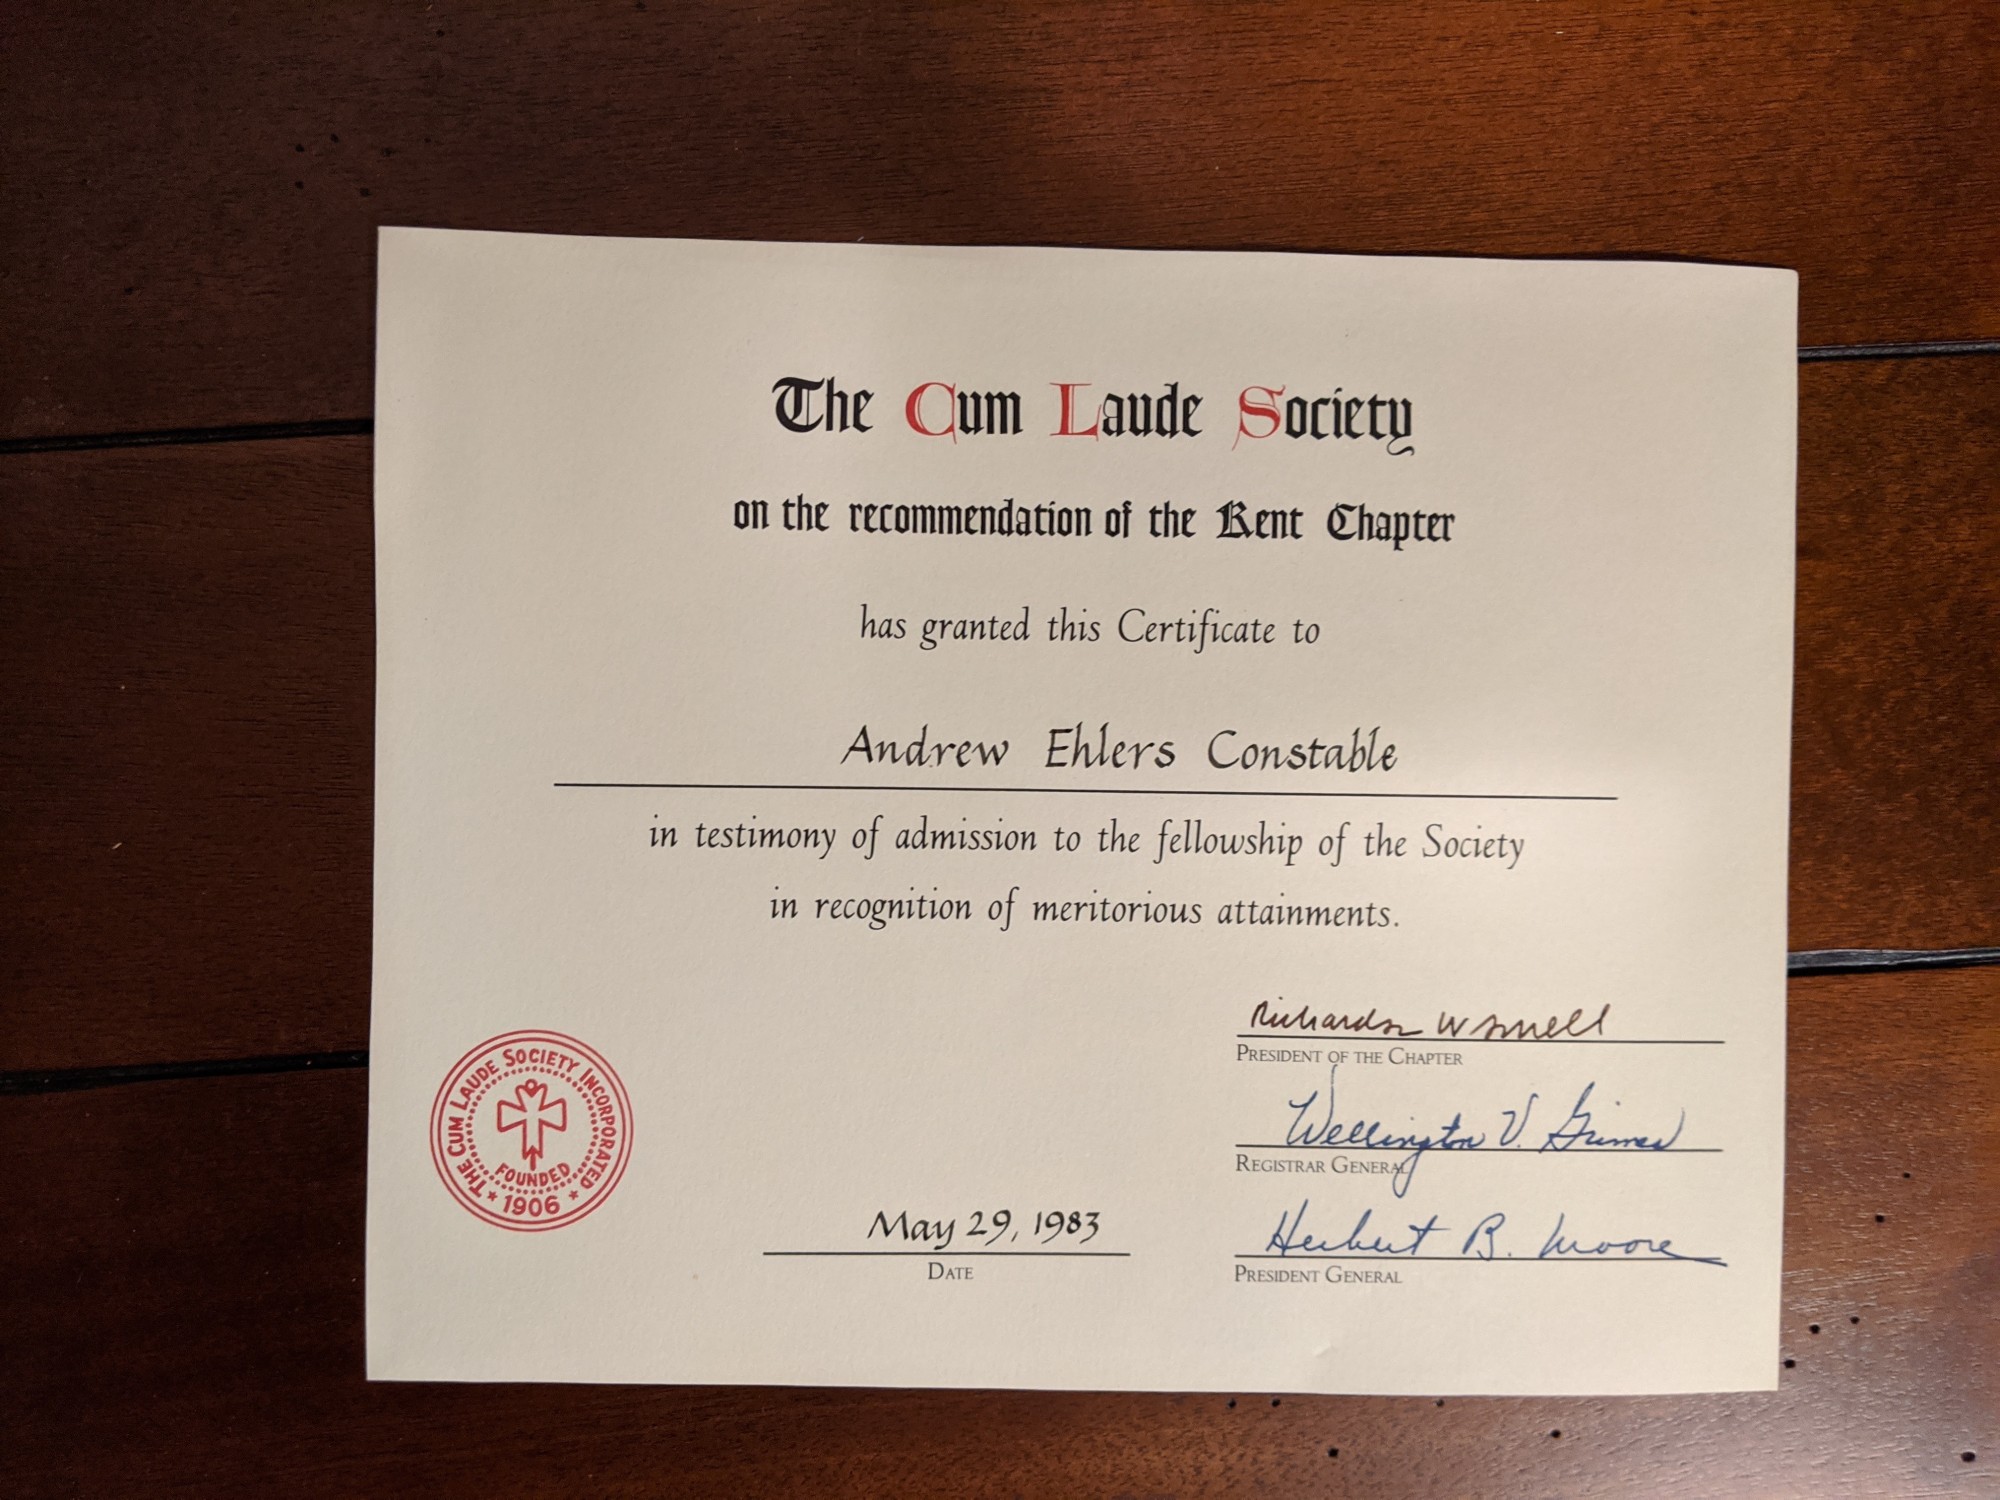 The Cum Laude Society
on the recommendation of the Kent Chapter
has granted this Certificate to
Andrew Ehlers Constable
in testimony of admission to the fellowship of the Society
in recognition of meritorious attainments.
Richardson W
PRESIDENT OF THE CHAPTER
Wellington V. Grimes
REGISTRAR GENERAL
Herbert B. Moore
PRESIDENT GENERAL
May 29, 1983
DATE
THE CUM LAUDE SOCIETY INCORPORATED
FOUNDED
1906